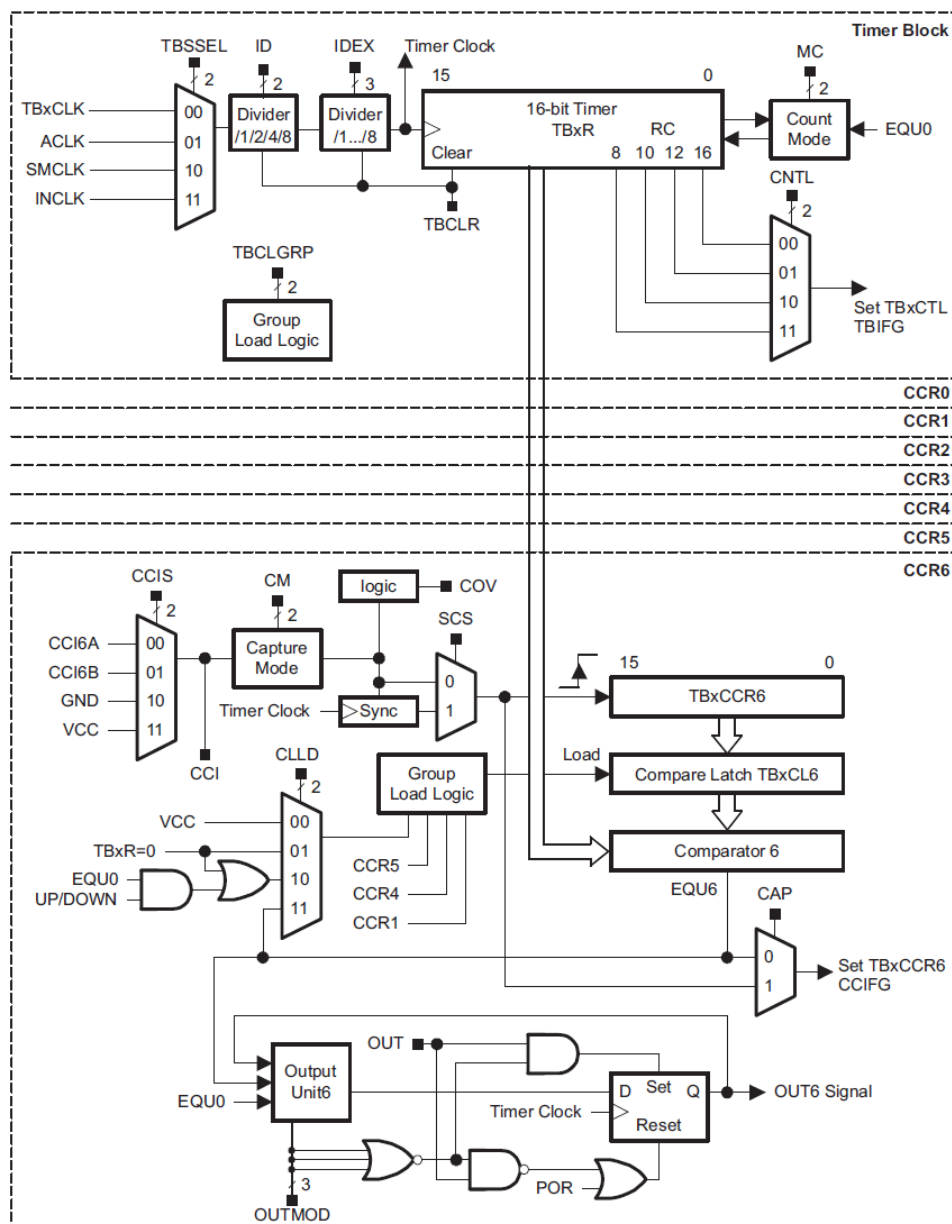 Timer Block
TBSSEL
ID
IDEX
Timer Clock
MC
2
2
3
15
0
2
TBxCLK
ACLK
SMCLK
INCLK
00
01
10
11
Divider
/1/2/4/8
Divider
/1.../8
16-bit Timer
TBxR
RC
Clear
8 10 12 16
Count
Mode
EQU0
TBCLR
CNTL
2
00
01
10
11
Set TBxCTL
TBIFG
TBCLGRP
2
Group
Load Logic
CCR0
CCR1
CCR2
CCR3
CCR4
CCR5
CCR6
CCIS
2
CM
2
logic
COV
SCS
CCI6A
CCI6B
GND
VCC
00
01
10
11
Capture
Mode
0
1
Timer Clock
Sync
15
0
TBxCCR6
CCI
CLLD
2
Group
Load Logic
Load
Compare Latch TBxCL6
VCC
TBxR=0
EQU0
UP/DOWN
00
01
10
11
CCR5
CCR4
CCR1
Comparator 6
EQU6
CAP
0
1
Set TBxCCR6
CCIFG
OUT
Output
Unit6
EQU0
D
Set
Q
Reset
Timer Clock
OUT6 Signal
POR
3
OUTMOD